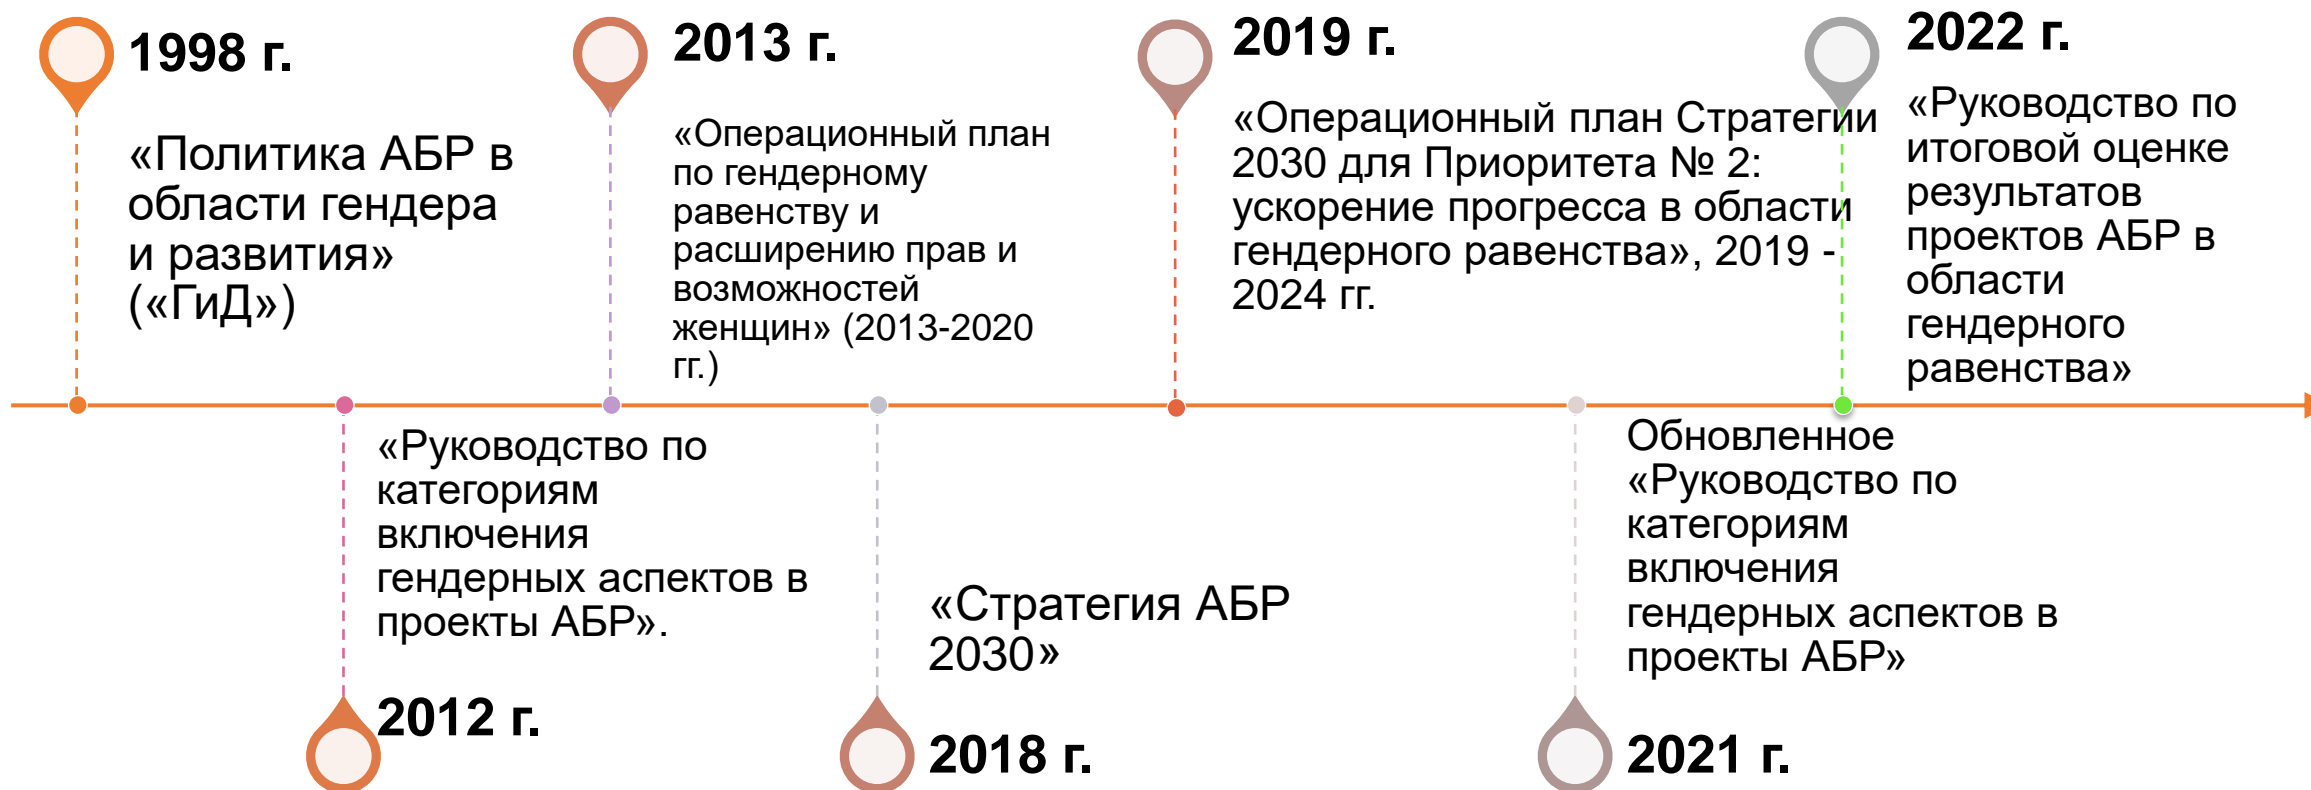 1998 г.
«Политика АБР в
области гендера
и развития»
(«ГиД»)
2012 г.
«Руководство по
категориям
включения
гендерных аспектов в
проекты АБР».
2013 г.
«Операционный план
по гендерному
равенству и
расширению прав и
возможностей
женщин» (2013-2020
гг.)
2018 г.
«Стратегия АБР
2030»
2019 г.
«Операционный план Стратегии
2030 для Приоритета № 2:
ускорение прогресса в области
гендерного равенства», 2019 -
2024 гг.
2021 г.
Обновленное
«Руководство по
категориям
включения
гендерных аспектов в
проекты АБР»
2022 г.
«Руководство по
итоговой оценке
результатов
проектов АБР в
области
гендерного
равенства»